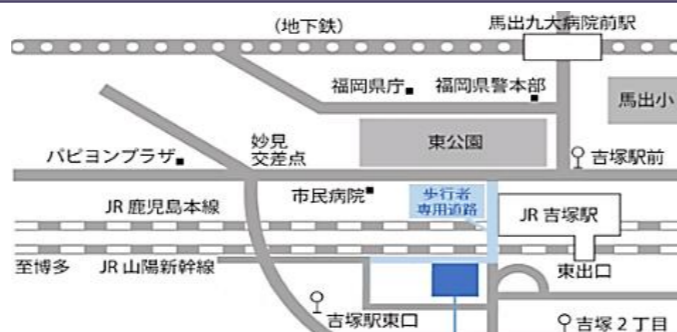 (地下鉄)
馬出九大病院前駅
福岡県庁
福岡県警本部
馬出小
パピヨンプラザ
妙見
交差点
東公園
吉塚駅前
市民病院
歩行者
専用道路
JR 鹿児島本線
JR 吉塚駅
至博多
JR 山陽新幹線
東出口
吉塚駅東口
吉塚2丁目